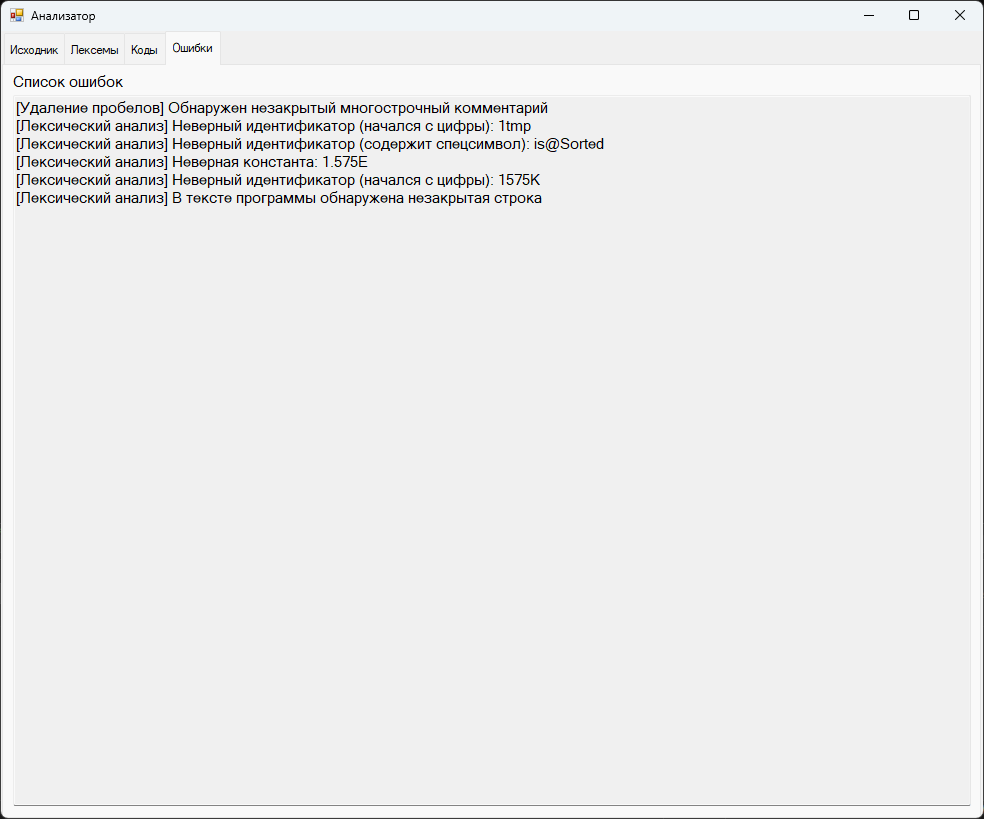 Анализатор
Исходник Лексемы Коды Ошибки
Список ошибок
[Удаление пробелов] Обнаружен незакрытый многострочный комментарий
[Лексический анализ] Неверный идентификатор (начался с цифры): 1tmp
[Лексический анализ] Неверный идентификатор (содержит спецсимвол): is@Sorted
[Лексический анализ] Неверная константа: 1.575E
[Лексический анализ] Неверный идентификатор (начался с цифры): 1575K
[Лексический анализ] В тексте программы обнаружена незакрытая строка